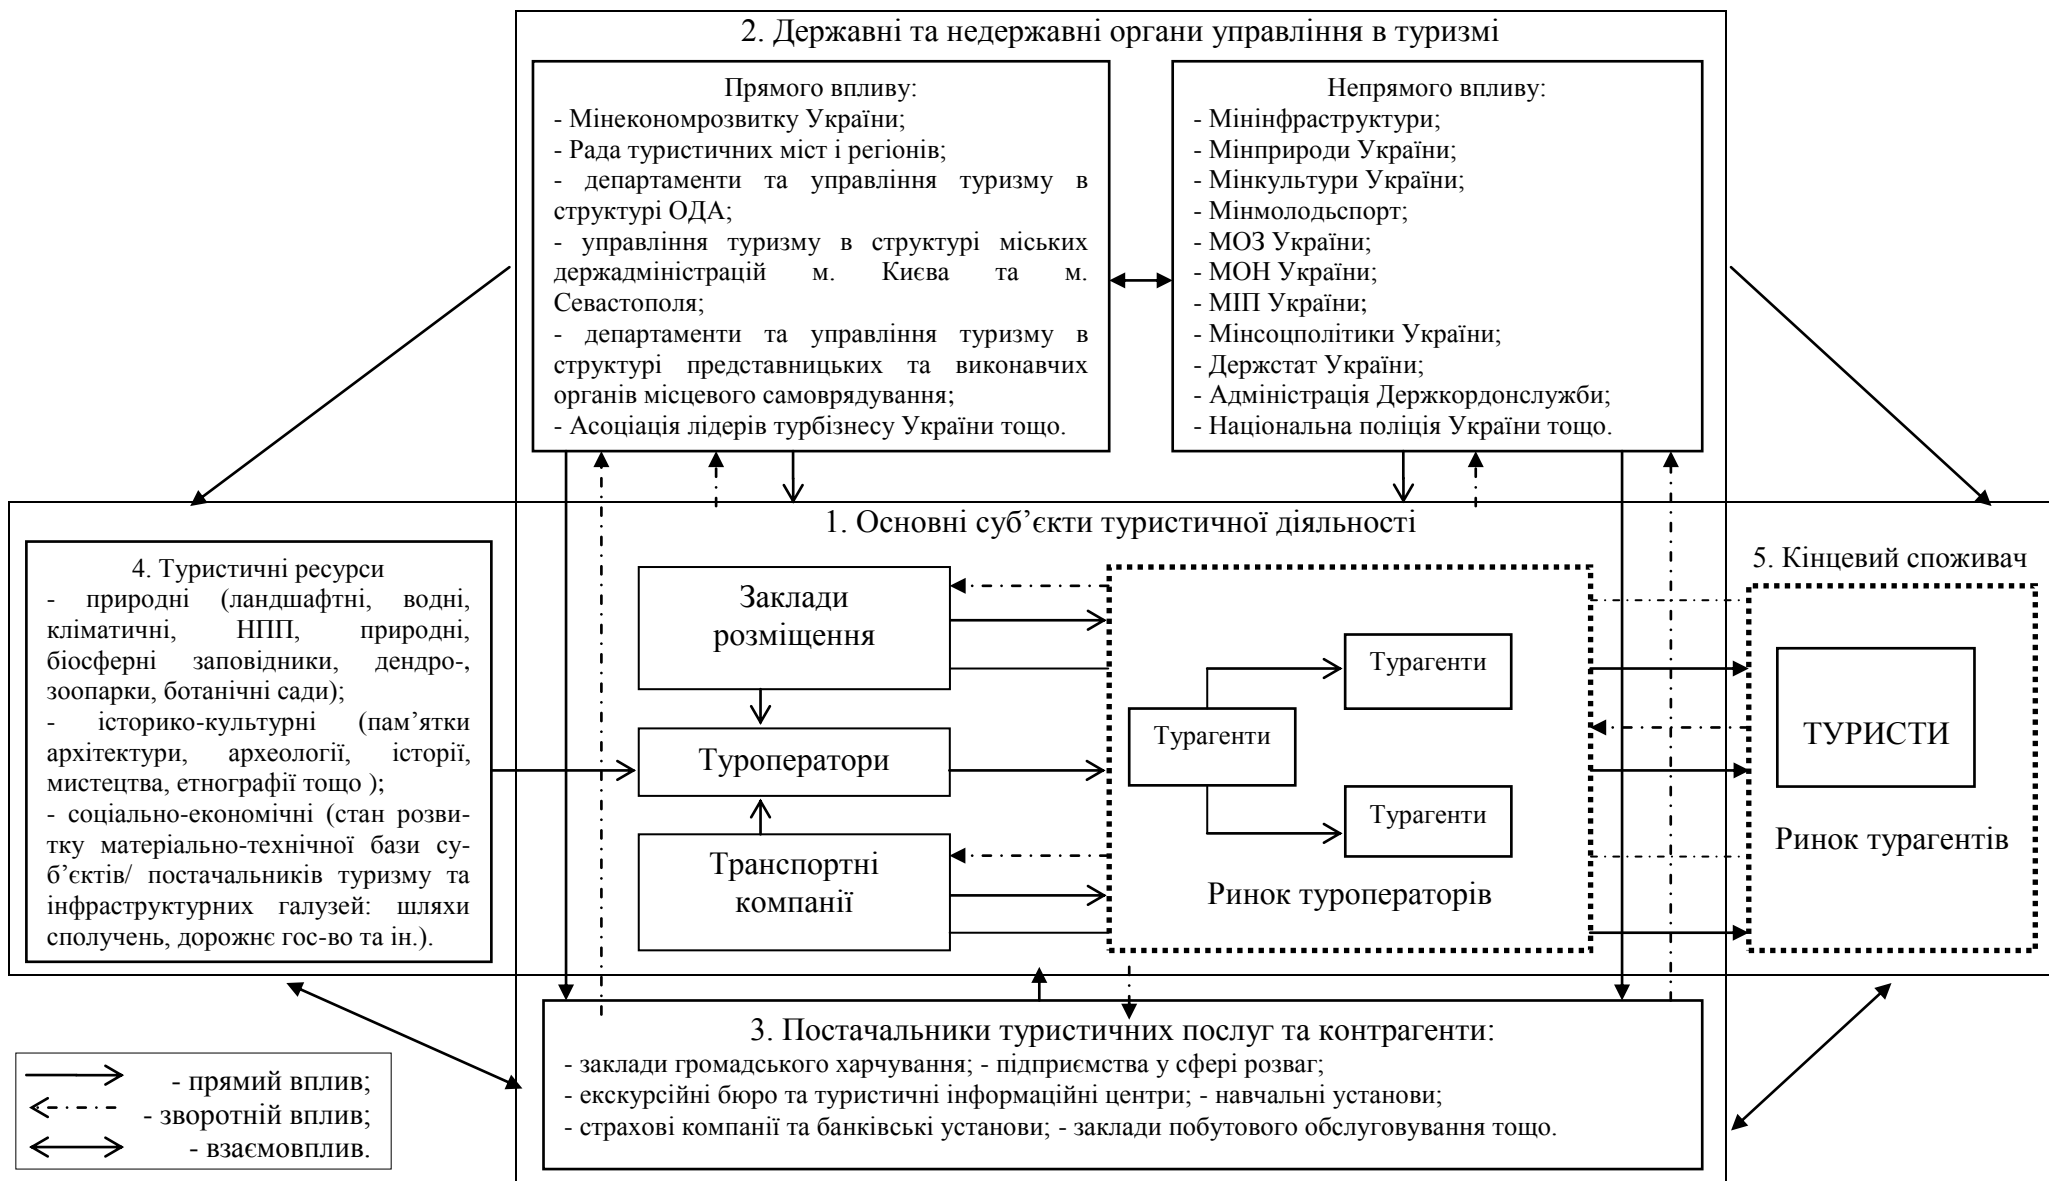 2. Державні та недержавні органи управління в туризмі
Прямого впливу:
- Мінекономрозвитку України;
- Рада туристичних міст і регіонів;
- департаменти та управління туризму в
структурі ОДА;
- управління туризму в структурі міських
держадміністрацій м. Києва та м.
Севастополя;
- департаменти та управління туризму в
структурі представницьких та виконавчих
органів місцевого самоврядування;
- Асоціація лідерів турбізнесу України тощо.
Непрямого впливу:
- Мінінфраструктури;
- Мінприроди України;
- Мінкультури України;
- Мінмолодьспорт;
- МОЗ України;
- МОН України;
- МІП України;
- Мінсоцполітики України;
- Держстат України;
- Адміністрація Держкордонслужби;
- Національна поліція України тощо.
1. Основні суб’єкти туристичної діяльності
4. Туристичні ресурси
- природні (ландшафтні, водні,
кліматичні, НПП, природні,
біосферні заповідники, дендро-,
зоопарки, ботанічні сади);
- історико-культурні (пам’ятки
архітектури, археології, історії,
мистецтва, етнографії тощо );
- соціально-економічні (стан розви-
тку матеріально-технічної бази су-
б’єктів/ постачальників туризму та
інфраструктурних галузей: шляхи
сполучень, дорожнє гос-во та ін.).
Заклади
розміщення
Туроператори
Транспортні
компанії
Турагенти
Турагенти
Турагенти
Ринок туроператорів
5. Кінцевий споживач
ТУРИСТИ
Ринок турагентів
3. Постачальники туристичних послуг та контрагенти:
- заклади громадського харчування; - підприємства у сфері розваг;
- екскурсійні бюро та туристичні інформаційні центри; - навчальні установи;
- страхові компанії та банківські установи; - заклади побутового обслуговування тощо.
- прямий вплив;
- зворотній вплив;
- взаємовплив.